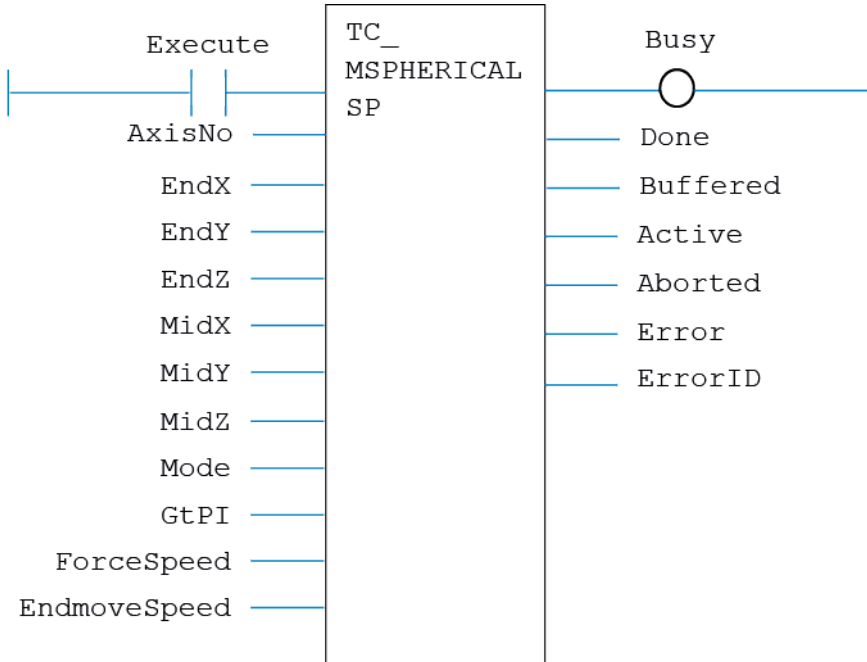 Execute
TC_
MSPHERICAL
SP
Busy
AxisNo
Done
EndX
Buffered
EndY
Active
EndZ
Aborted
MidX
Error
MidY
ErrorID
MidZ
Mode
GtPI
ForceSpeed
EndmoveSpeed